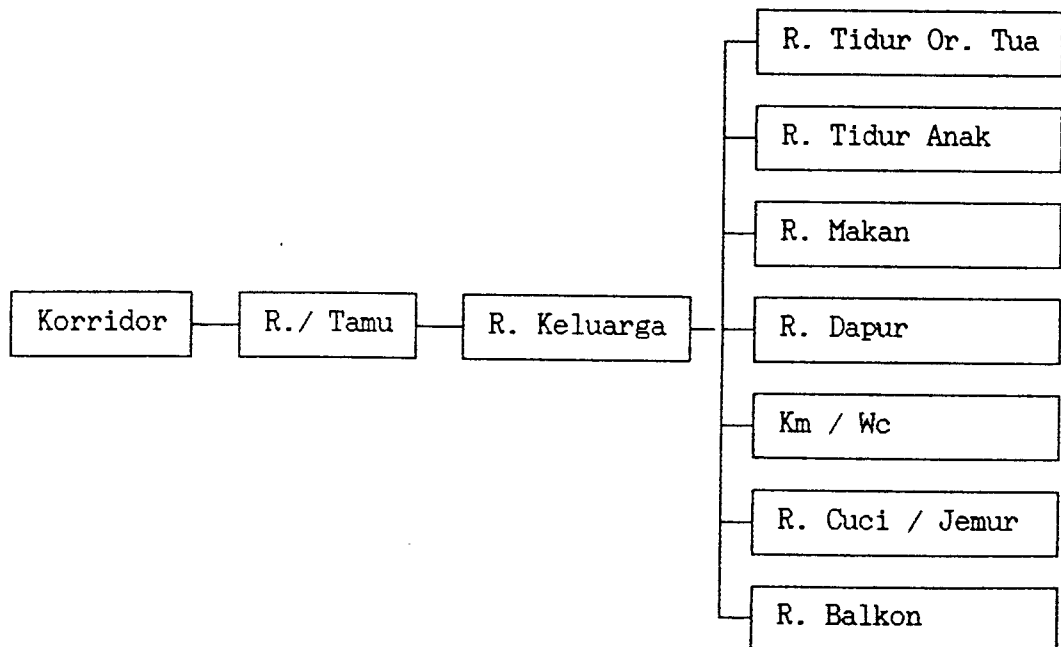 Korridor
R./ Tamu
R. Keluarga
R. Tidur Or. Tua
R. Tidur Anak
R. Makan
R. Dapur
Km / Wc
R. Cuci / Jemur
R. Balkon